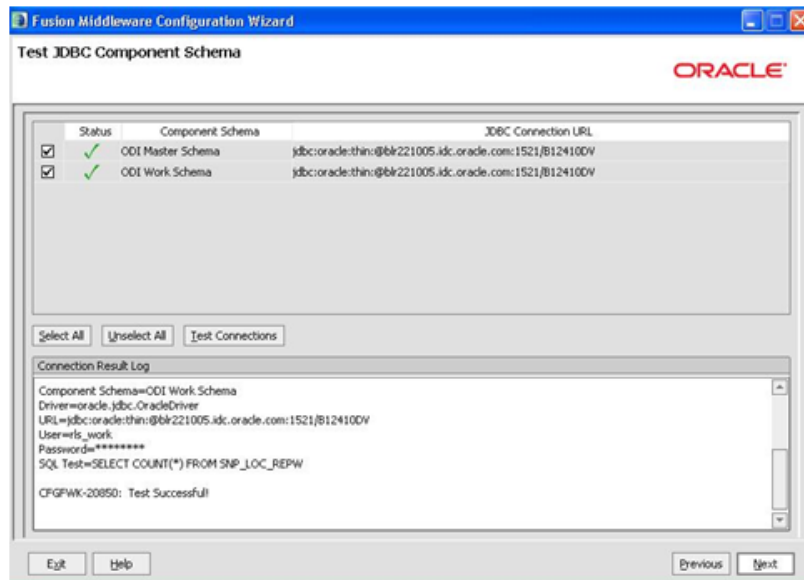 Fusion Middleware Configuration Wizard
Test JDBC Component Schema
ORACLE
Status Component Schema JDBC Connection URL
ODI Master Schema jdbc:oracle:thin:@blr221005.idc.oracle.com:1521/B12410DV
ODI Work Schema jdbc:oracle:thin:@blr221005.idc.oracle.com:1521/B12410DV
Select All Unselect All Test Connections
Connection Result Log
Component Schema=ODI Work Schema
Driver=oracle.jdbc.OracleDriver
URL=jdbc:oracle:thin:@blr221005.idc.oracle.com:1521/B12410DV
User=rls_work
Password=********
SQL Test=SELECT COUNT(*) FROM SNP_LOC_REPW
CFGFWK-20850: Test Successful!
Exit Help Previous Next